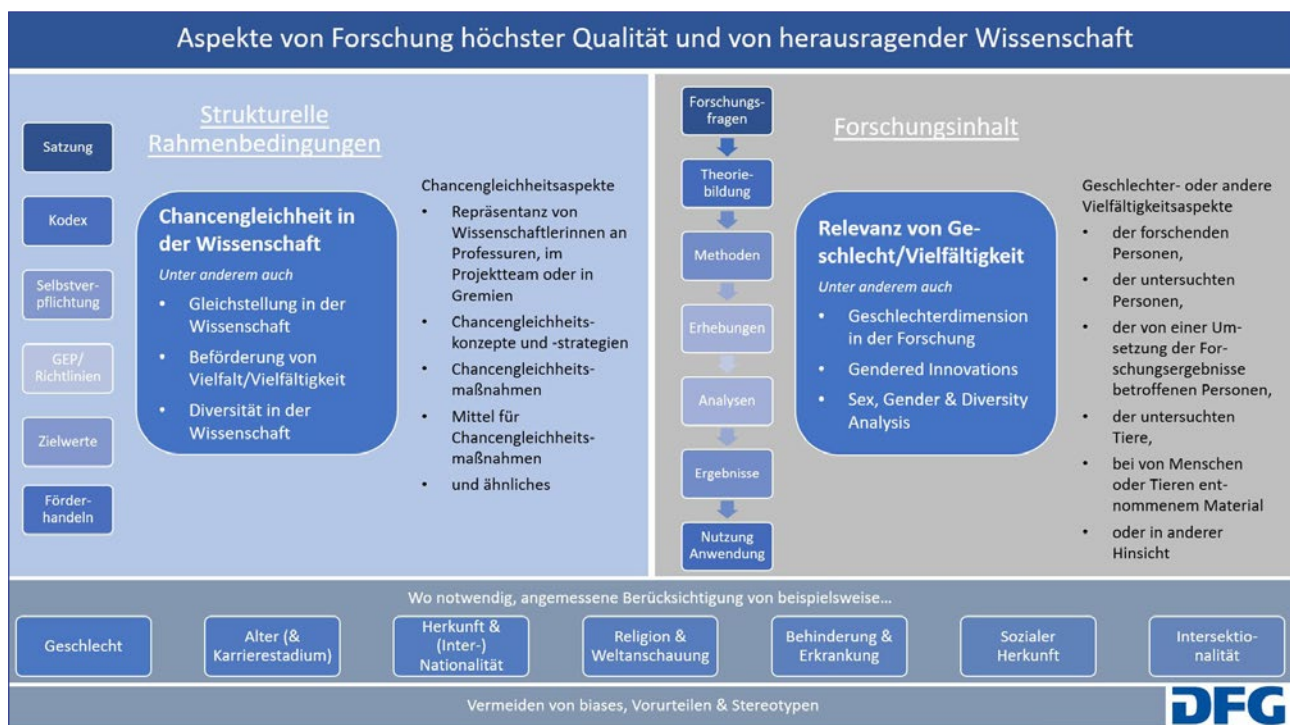 Aspekte von Forschung höchster Qualität und von herausragender Wissenschaft
Strukturelle
Rahmenbedingungen
Satzung
Kodex
Selbstver-
pflichtung
GEP/
Richtlinien
Zielwerte
Förder-
handeln
Chancengleichheit in
der Wissenschaft
Unter anderem auch
• Gleichstellung in der
Wissenschaft
• Beförderung von
Vielfalt/Vielfältigkeit
• Diversität in der
Wissenschaft
Chancengleichheitsaspekte
• Repräsentanz von
Wissenschaftlerinnen an
Professuren, im
Projektteam oder in
Gremien
• Chancengleichheits-
konzepte und -strategien
• Chancengleichheits-
maßnahmen
• Mittel für
Chancengleichheits-
maßnahmen
• und ähnliches
Forschungs-
fragen
Theorie-
bildung
Methoden
Erhebungen
Analysen
Ergebnisse
Nutzung
Anwendung
Forschungsinhalt
Relevanz von Ge-
schlecht/Vielfältigkeit
Unter anderem auch
• Geschlechterdimension
in der Forschung
• Gendered Innovations
• Sex, Gender & Diversity
Analysis
Geschlechter- oder andere
Vielfältigkeitsaspekte
• der forschenden
Personen,
• der untersuchten
Personen,
• der von einer Um-
setzung der For-
schungsergebnisse
betroffenen Personen,
• der untersuchten
Tiere,
• bei von Menschen
oder Tieren ent-
nommenem Material
• oder in anderer
Hinsicht
Wo notwendig, angemessene Berücksichtigung von beispielsweise...
Geschlecht
Alter (&
Karrierestadium)
Herkunft &
(Inter-)
Nationalität
Religion &
Weltanschauung
Behinderung &
Erkrankung
Sozialer
Herkunft
Intersektio-
nalität
Vermeiden von biases, Vorurteilen & Stereotypen
DFG